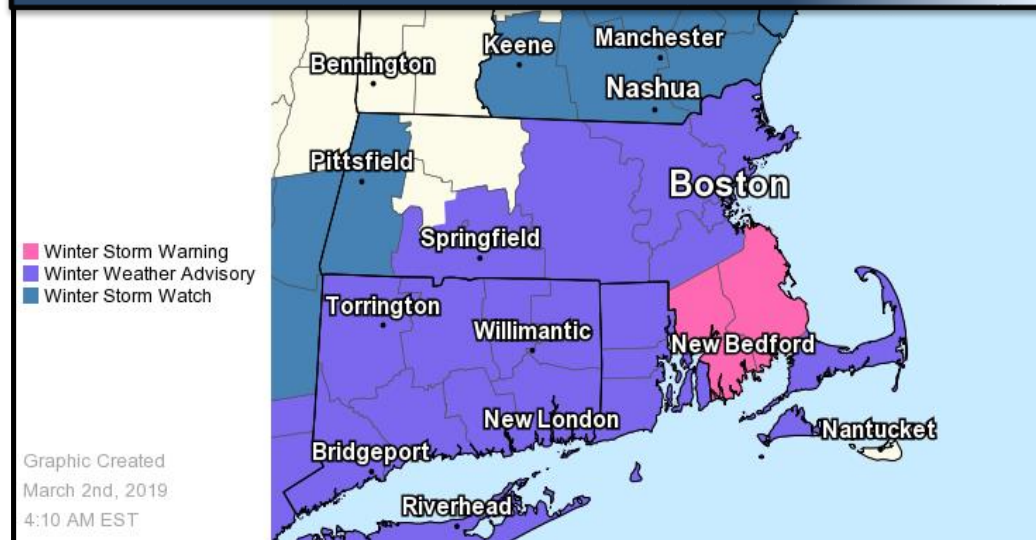 Keene
Manchester
Bennington
Nashua
Pittsfield
Boston
Springfield
Winter Storm Warning
Winter Weather Advisory
Winter Storm Watch
Torrington
Willimantic
New Bedford
New London
Nantucket
Bridgeport
Riverhead
Graphic Created
March 2nd, 2019
4:10 AM EST